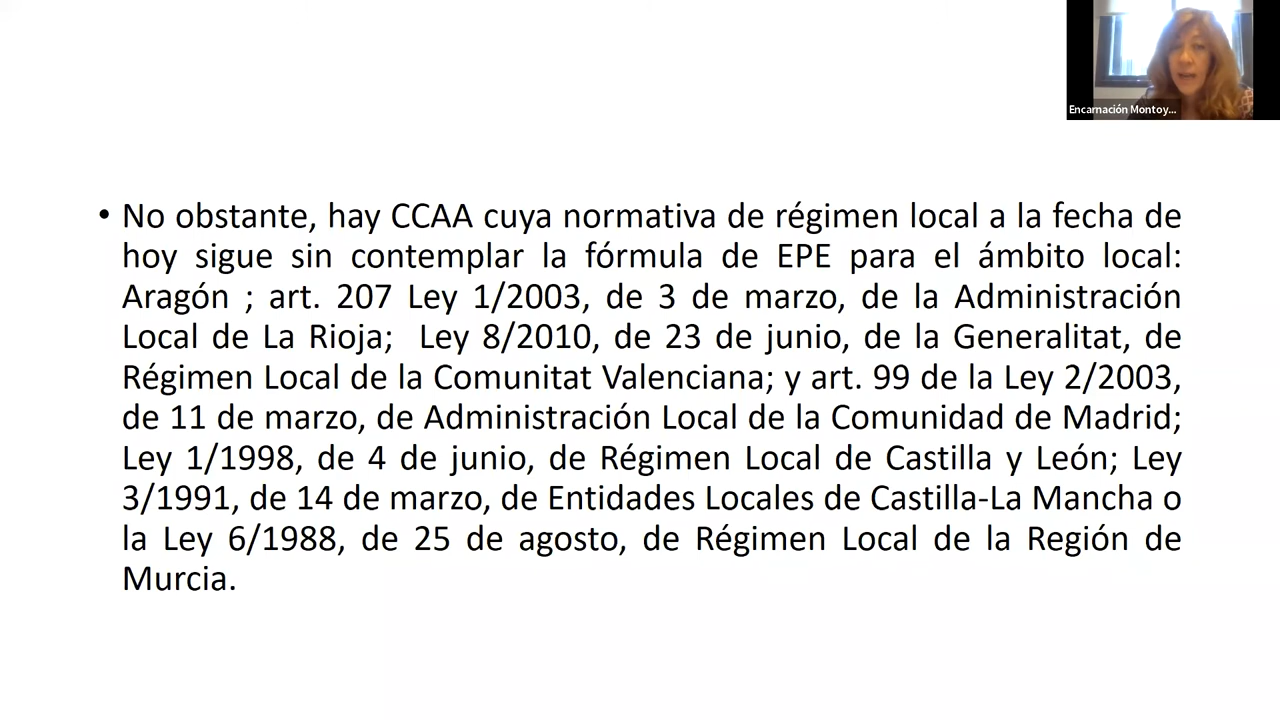 Encarnación Montoy...
• No obstante, hay CCAA cuya normativa de régimen local a la fecha de
hoy sigue sin contemplar la fórmula de EPE para el ámbito local:
Aragón ; art. 207 Ley 1/2003, de 3 de marzo, de la Administración
Local de La Rioja;  Ley 8/2010, de 23 de junio, de la Generalitat, de
Régimen Local de la Comunitat Valenciana; y art. 99 de la Ley 2/2003,
de 11 de marzo, de Administración Local de la Comunidad de Madrid;
Ley 1/1998, de 4 de junio, de Régimen Local de Castilla y León; Ley
3/1991, de 14 de marzo, de Entidades Locales de Castilla-La Mancha o
la Ley 6/1988, de 25 de agosto, de Régimen Local de la Región de
Murcia.